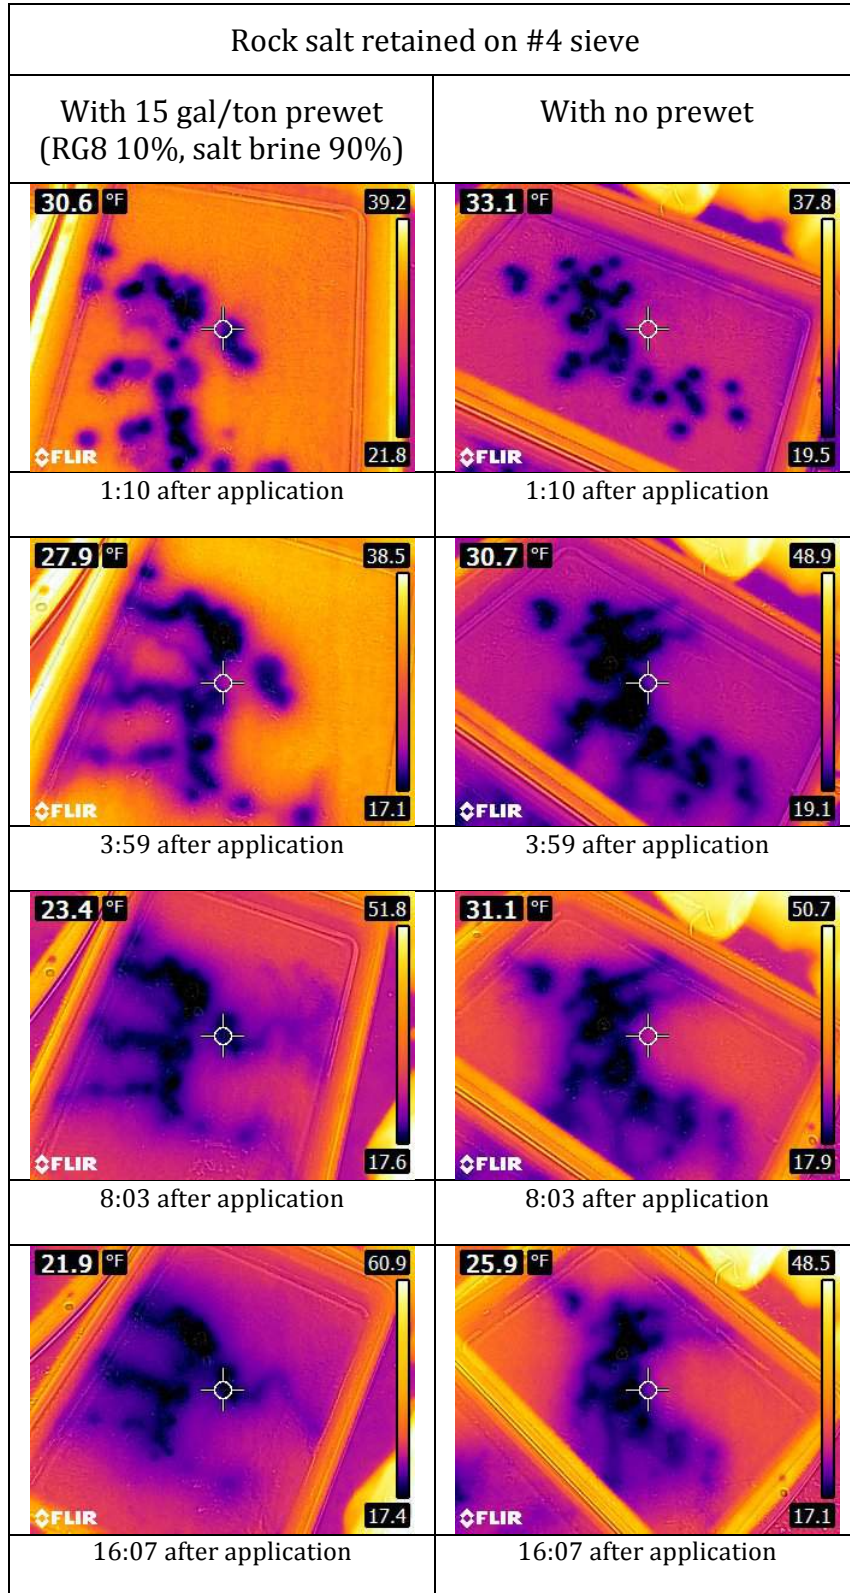 Rock salt retained on #4 sieve
With 15 gal/ton prewet
(RG8 10%, salt brine 90%)
With no prewet
30.6 °F
39.2
21.8
FLIR
33.1 °F
37.8
19.5
FLIR
1:10 after application
1:10 after application
27.9 °F
38.5
17.1
FLIR
30.7 °F
48.9
19.1
FLIR
3:59 after application
3:59 after application
23.4 °F
51.8
17.6
FLIR
31.1 °F
50.7
17.9
FLIR
8:03 after application
8:03 after application
21.9 °F
60.9
17.4
FLIR
25.9 °F
48.5
17.1
FLIR
16:07 after application
16:07 after application